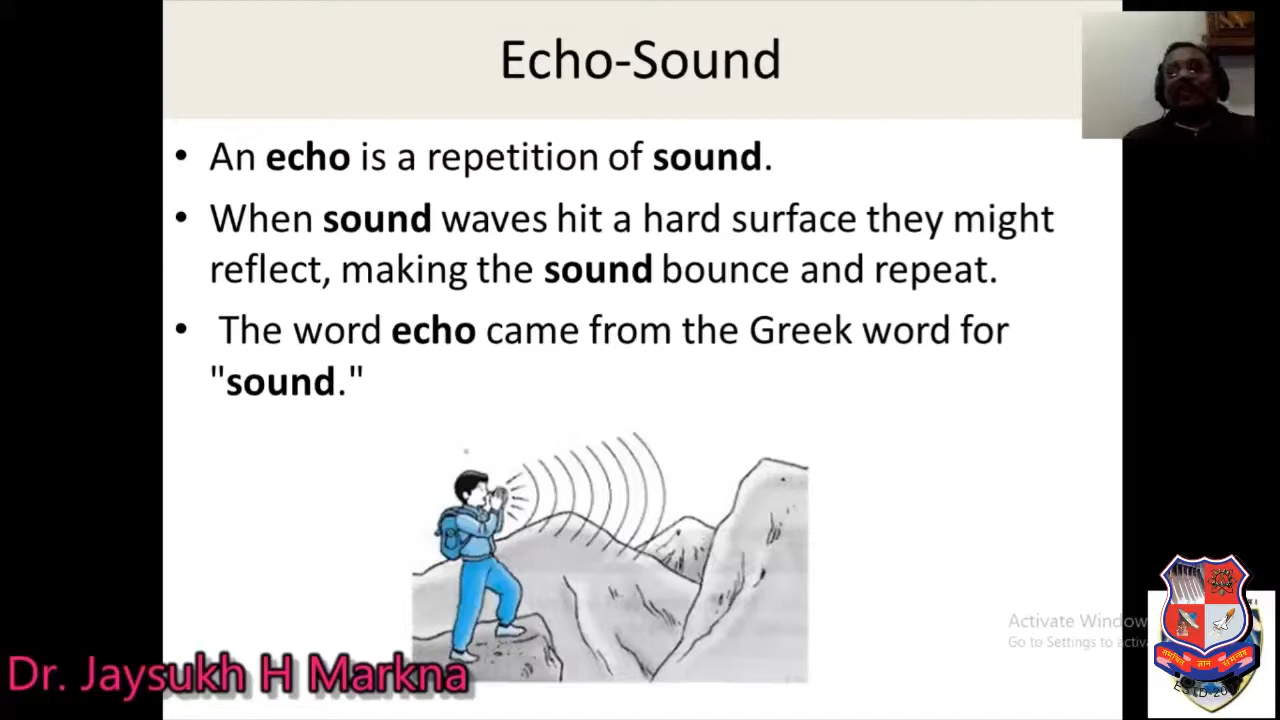 Echo-Sound
• An echo is a repetition of sound.
• When sound waves hit a hard surface they might
reflect, making the sound bounce and repeat.
• The word echo came from the Greek word for
"sound."
Activate Window
Go to Settings to activa
Dr. Jaysukh H Markna
ज्ञान